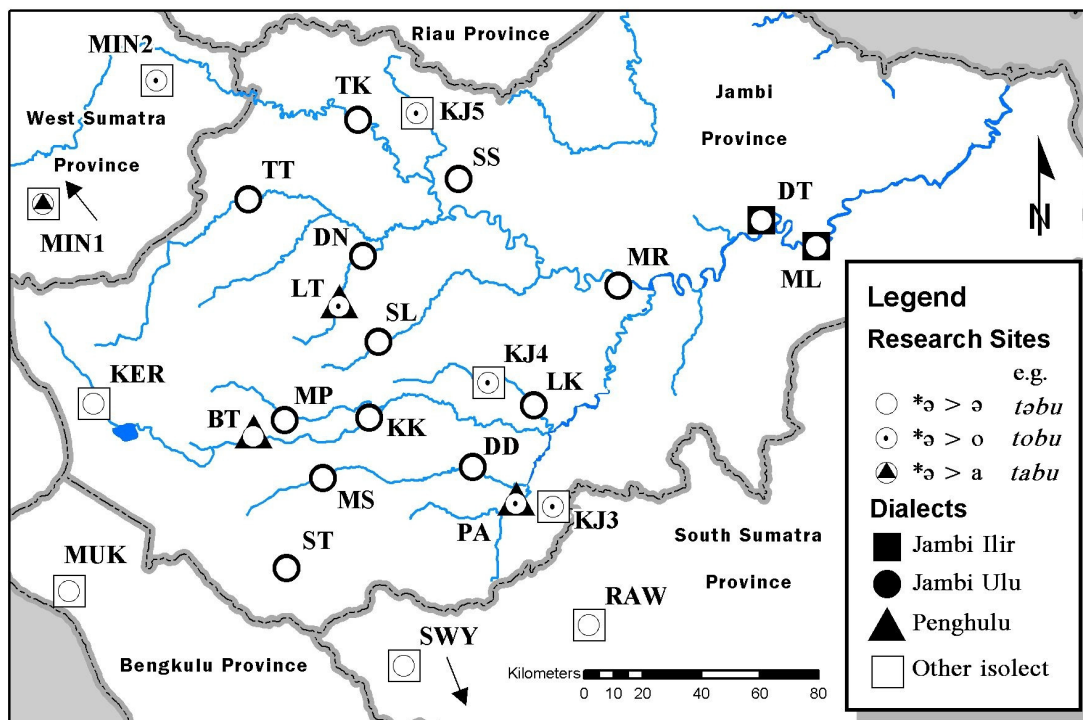 Riau Province
MIN2
TK
KJ5
Jambi
Province
West Sumatra
Province
SS
TT
DT
MIN1
N
DN
MR
ML
LT
SL
KJ4
KER
MP
LK
BT
KK
DD
MS
PA
KJ3
South Sumatra
Province
ST
MUK
RAW
SWY
Bengkulu Province
Kilometers
0 5 10 20 40 60 80
Legend
Research Sites
e.g.
*ə > ə təbu
*ə > o tobu
*ə > a tabu
Dialects
Jambi Ilir
Jambi Ulu
Penghulu
Other isolect